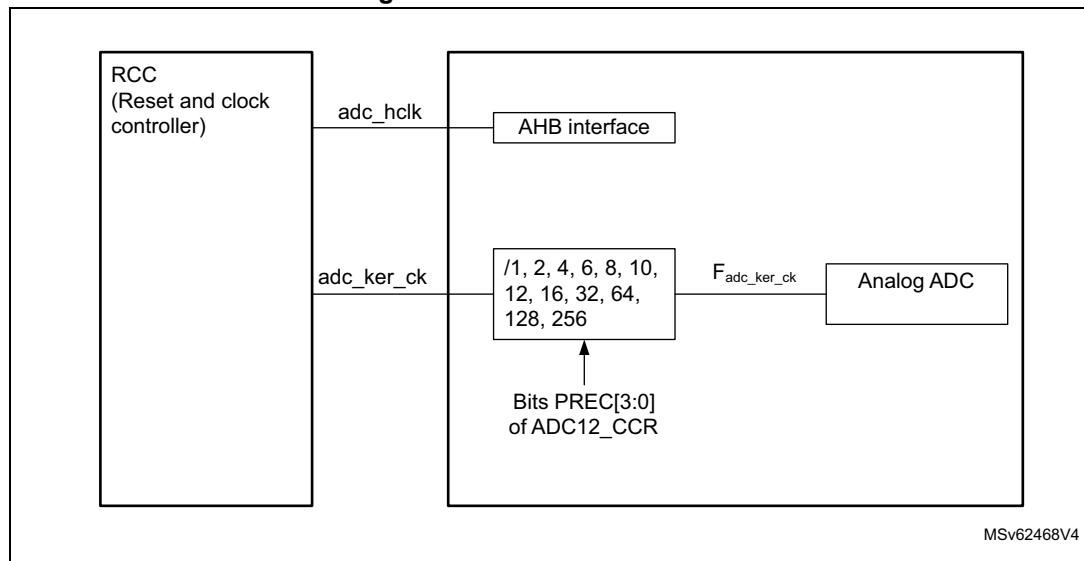 RCC
(Reset and clock
controller)
adc_hclk
AHB interface
adc_ker_ck
/1, 2, 4, 6, 8, 10,
12, 16, 32, 64,
128, 256
Fadc_ker_ck
Analog ADC
Bits PREC[3:0]
of ADC12_CCR
MSv62468V4